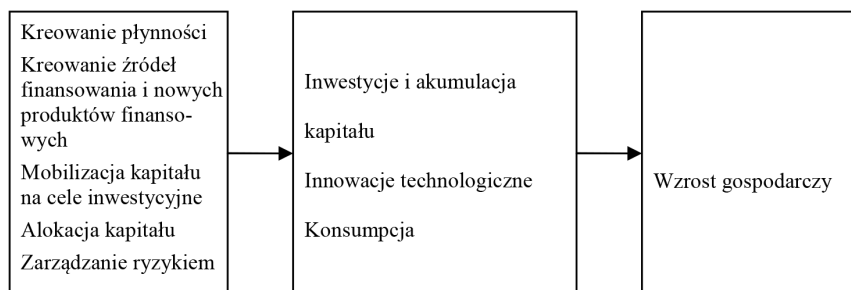 Kreowanie płynności
Kreowanie źródeł
finansowania i nowych
produktów finanso-
wych
Mobilizacja kapitału
na cele inwestycyjne
Alokacja kapitału
Zarządzanie ryzykiem
Inwestycje i akumulacja
kapitału
Innowacje technologiczne
Konsumpcja
Wzrost gospodarczy